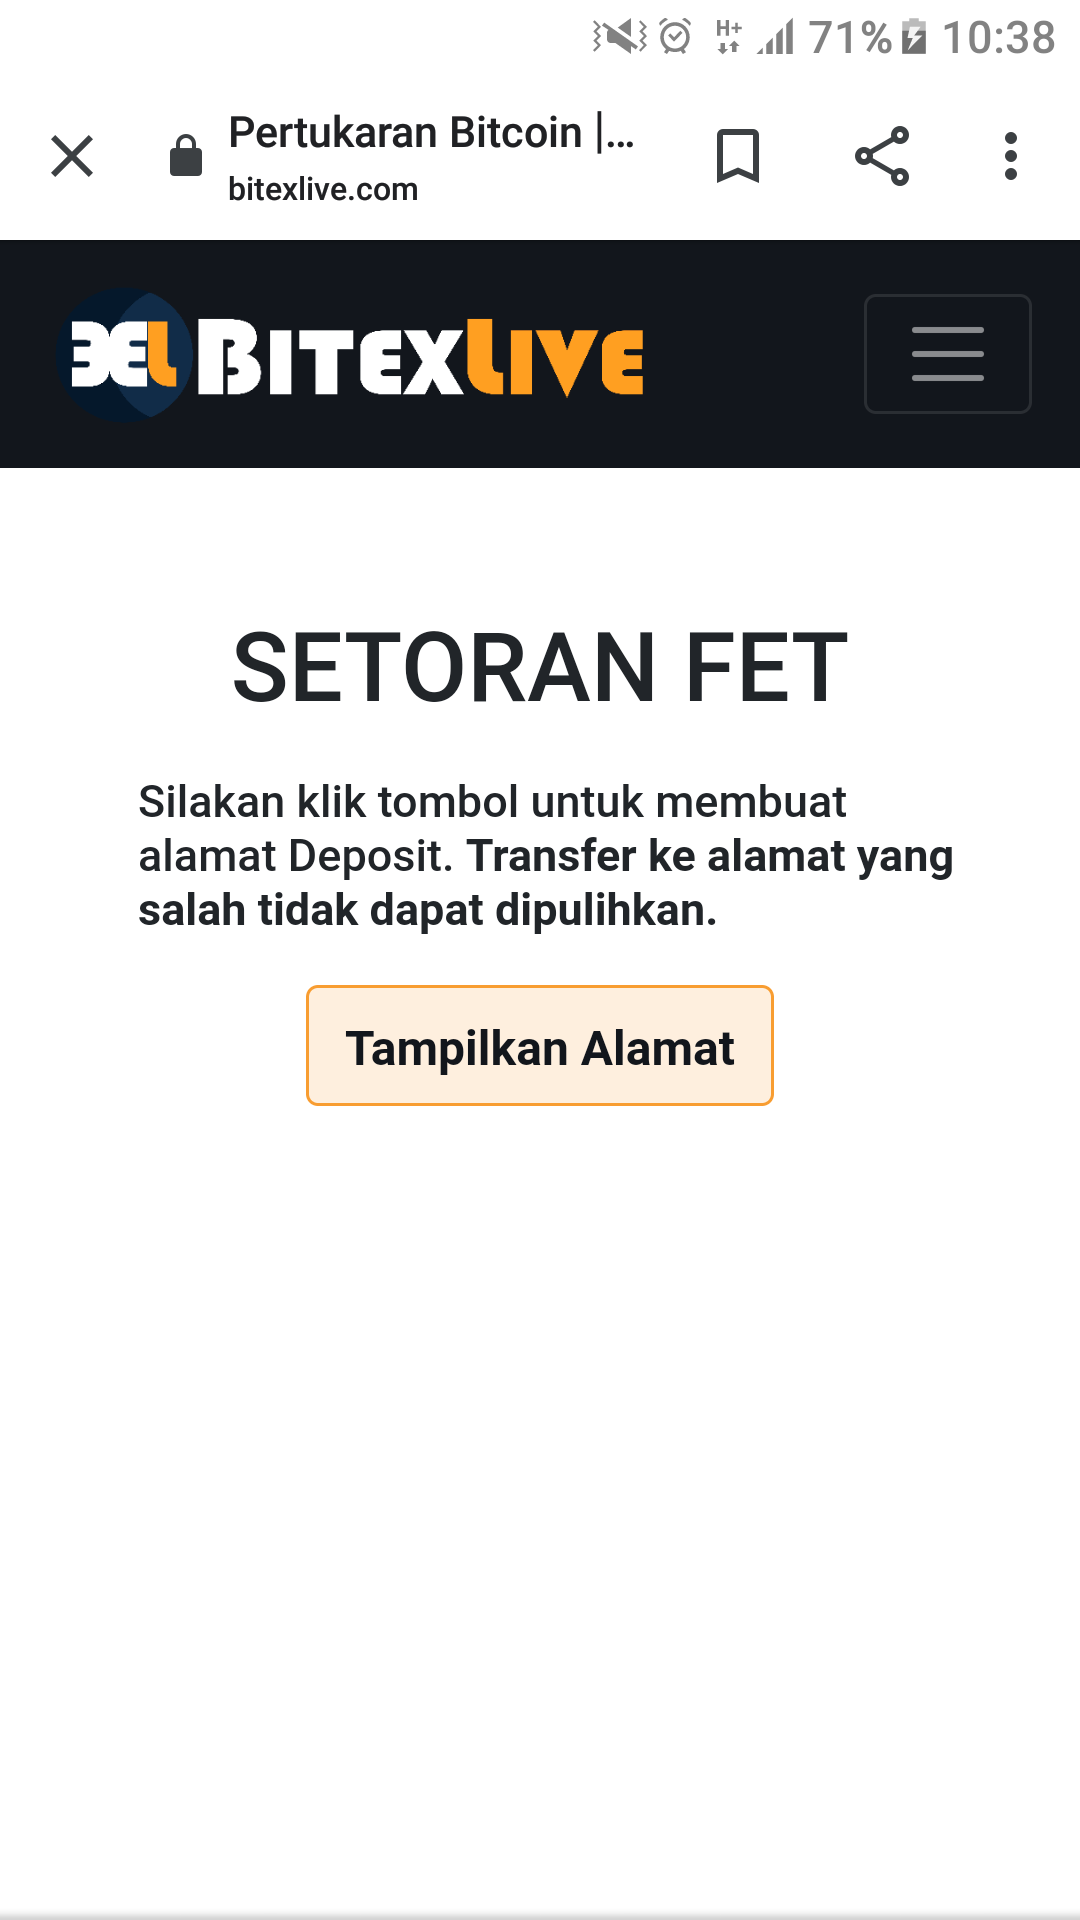 H+ 71% 10:38
Pertukaran Bitcoin |...
bitexlive.com
BEL BITEXLIVE
SETORAN FET
Silakan klik tombol untuk membuat
alamat Deposit. Transfer ke alamat yang
salah tidak dapat dipulihkan.
Tampilkan Alamat